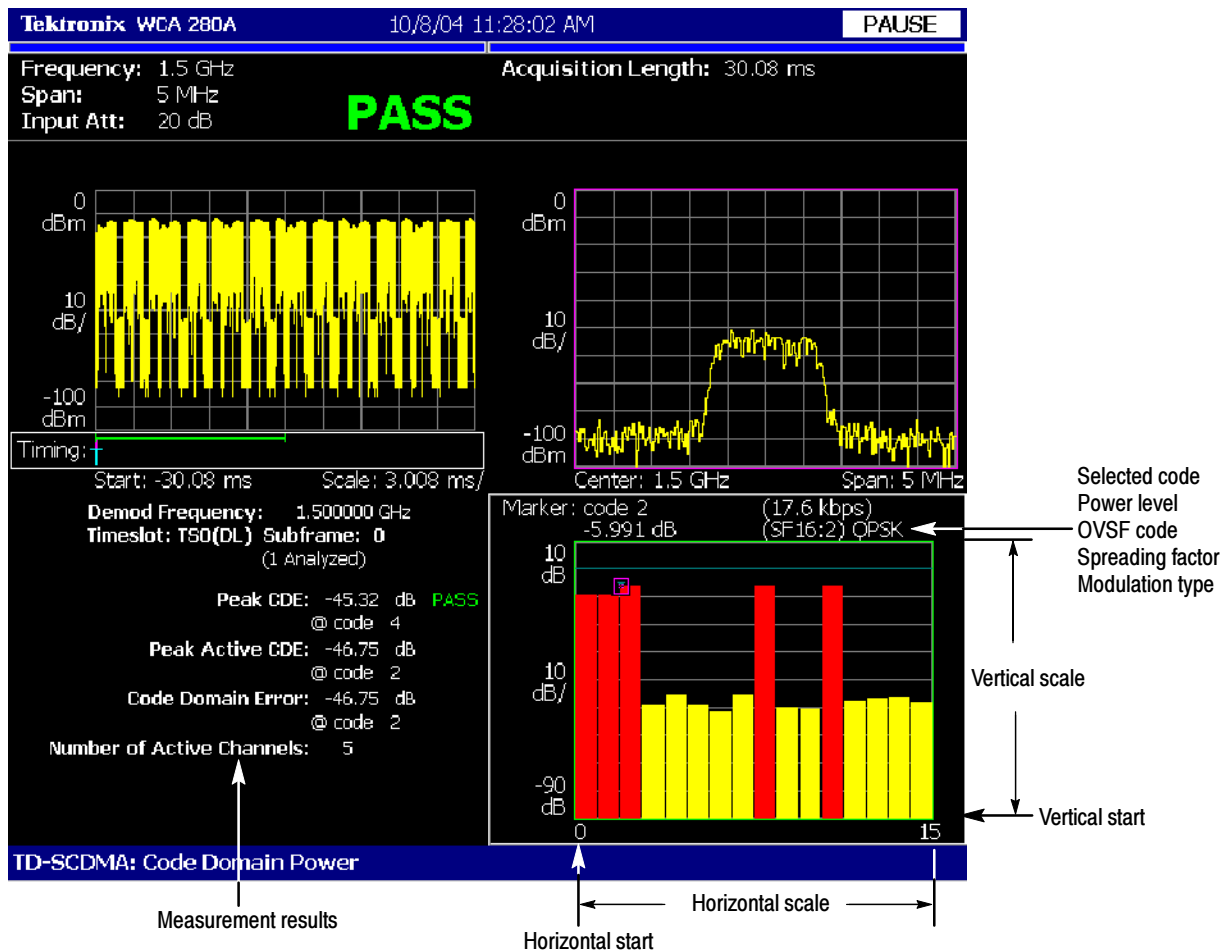 Tektronix WCA 280A 10/8/04 11:28:02 AM PAUSE
Frequency: 1.5 GHz
Span: 5 MHz
Input Att: 20 dB
PASS
Acquisition Length: 30.08 ms
0
dBm
10
dB/
-100
dBm
Timing:
Start: -30.08 ms Scale: 3.008 ms/
0
dBm
10
dB/
-100
dBm
Center: 1.5 GHz Span: 5 MHz
Demod Frequency: 1.500000 GHz
Timeslot: TS0(DL) Subframe: 0
(1 Analyzed)
Peak CDE: -45.32 dB PASS
@ code 4
Peak Active CDE: -46.75 dB
@ code 2
Code Domain Error: -46.75 dB
@ code 2
Number of Active Channels: 5
Marker: code 2 (17.6 kbps)
-5.991 dB (SF16:2) QPSK
10
dB
10
dB/
-90
dB
0 15
Selected code
Power level
OVSF code
Spreading factor
Modulation type
Vertical scale
Vertical start
TD-SCDMA: Code Domain Power
Measurement results
Horizontal scale
Horizontal start